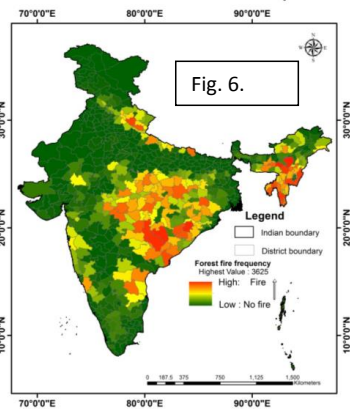 70°0'0"E 80°0'0"E 90°0'0"E
Fig. 6.
30°0'0"N 30°0'0"N
20°0'0"N 20°0'0"N
10°0'0"N 10°0'0"N
N
Legend
Indian boundary
District boundary
Forest fire frequency
Highest Value : 3625
High: Fire
Low : No fire
0 187.5 375 750 1,125 1,500
Kilometers
70°0'0"E 80°0'0"E 90°0'0"E